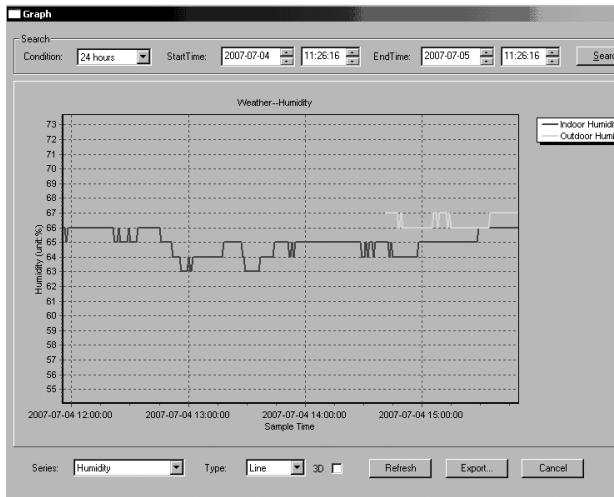 Graph
Search
Condition: 24 hours StartTime: 2007-07-04 11:26:16 EndTime: 2007-07-05 11:26:16
Weather--Humidity
Indoor
Outdoor
Humidity (unit:%)
73
72
71
70
69
68
67
66
65
64
63
62
61
60
59
58
57
56
55
2007-07-04 12:00:00 2007-07-04 13:00:00 2007-07-04 14:00:00 2007-07-04 15:00:00
Sample Time
Series: Humidity Type: Line 3D Refresh Export... Cancel